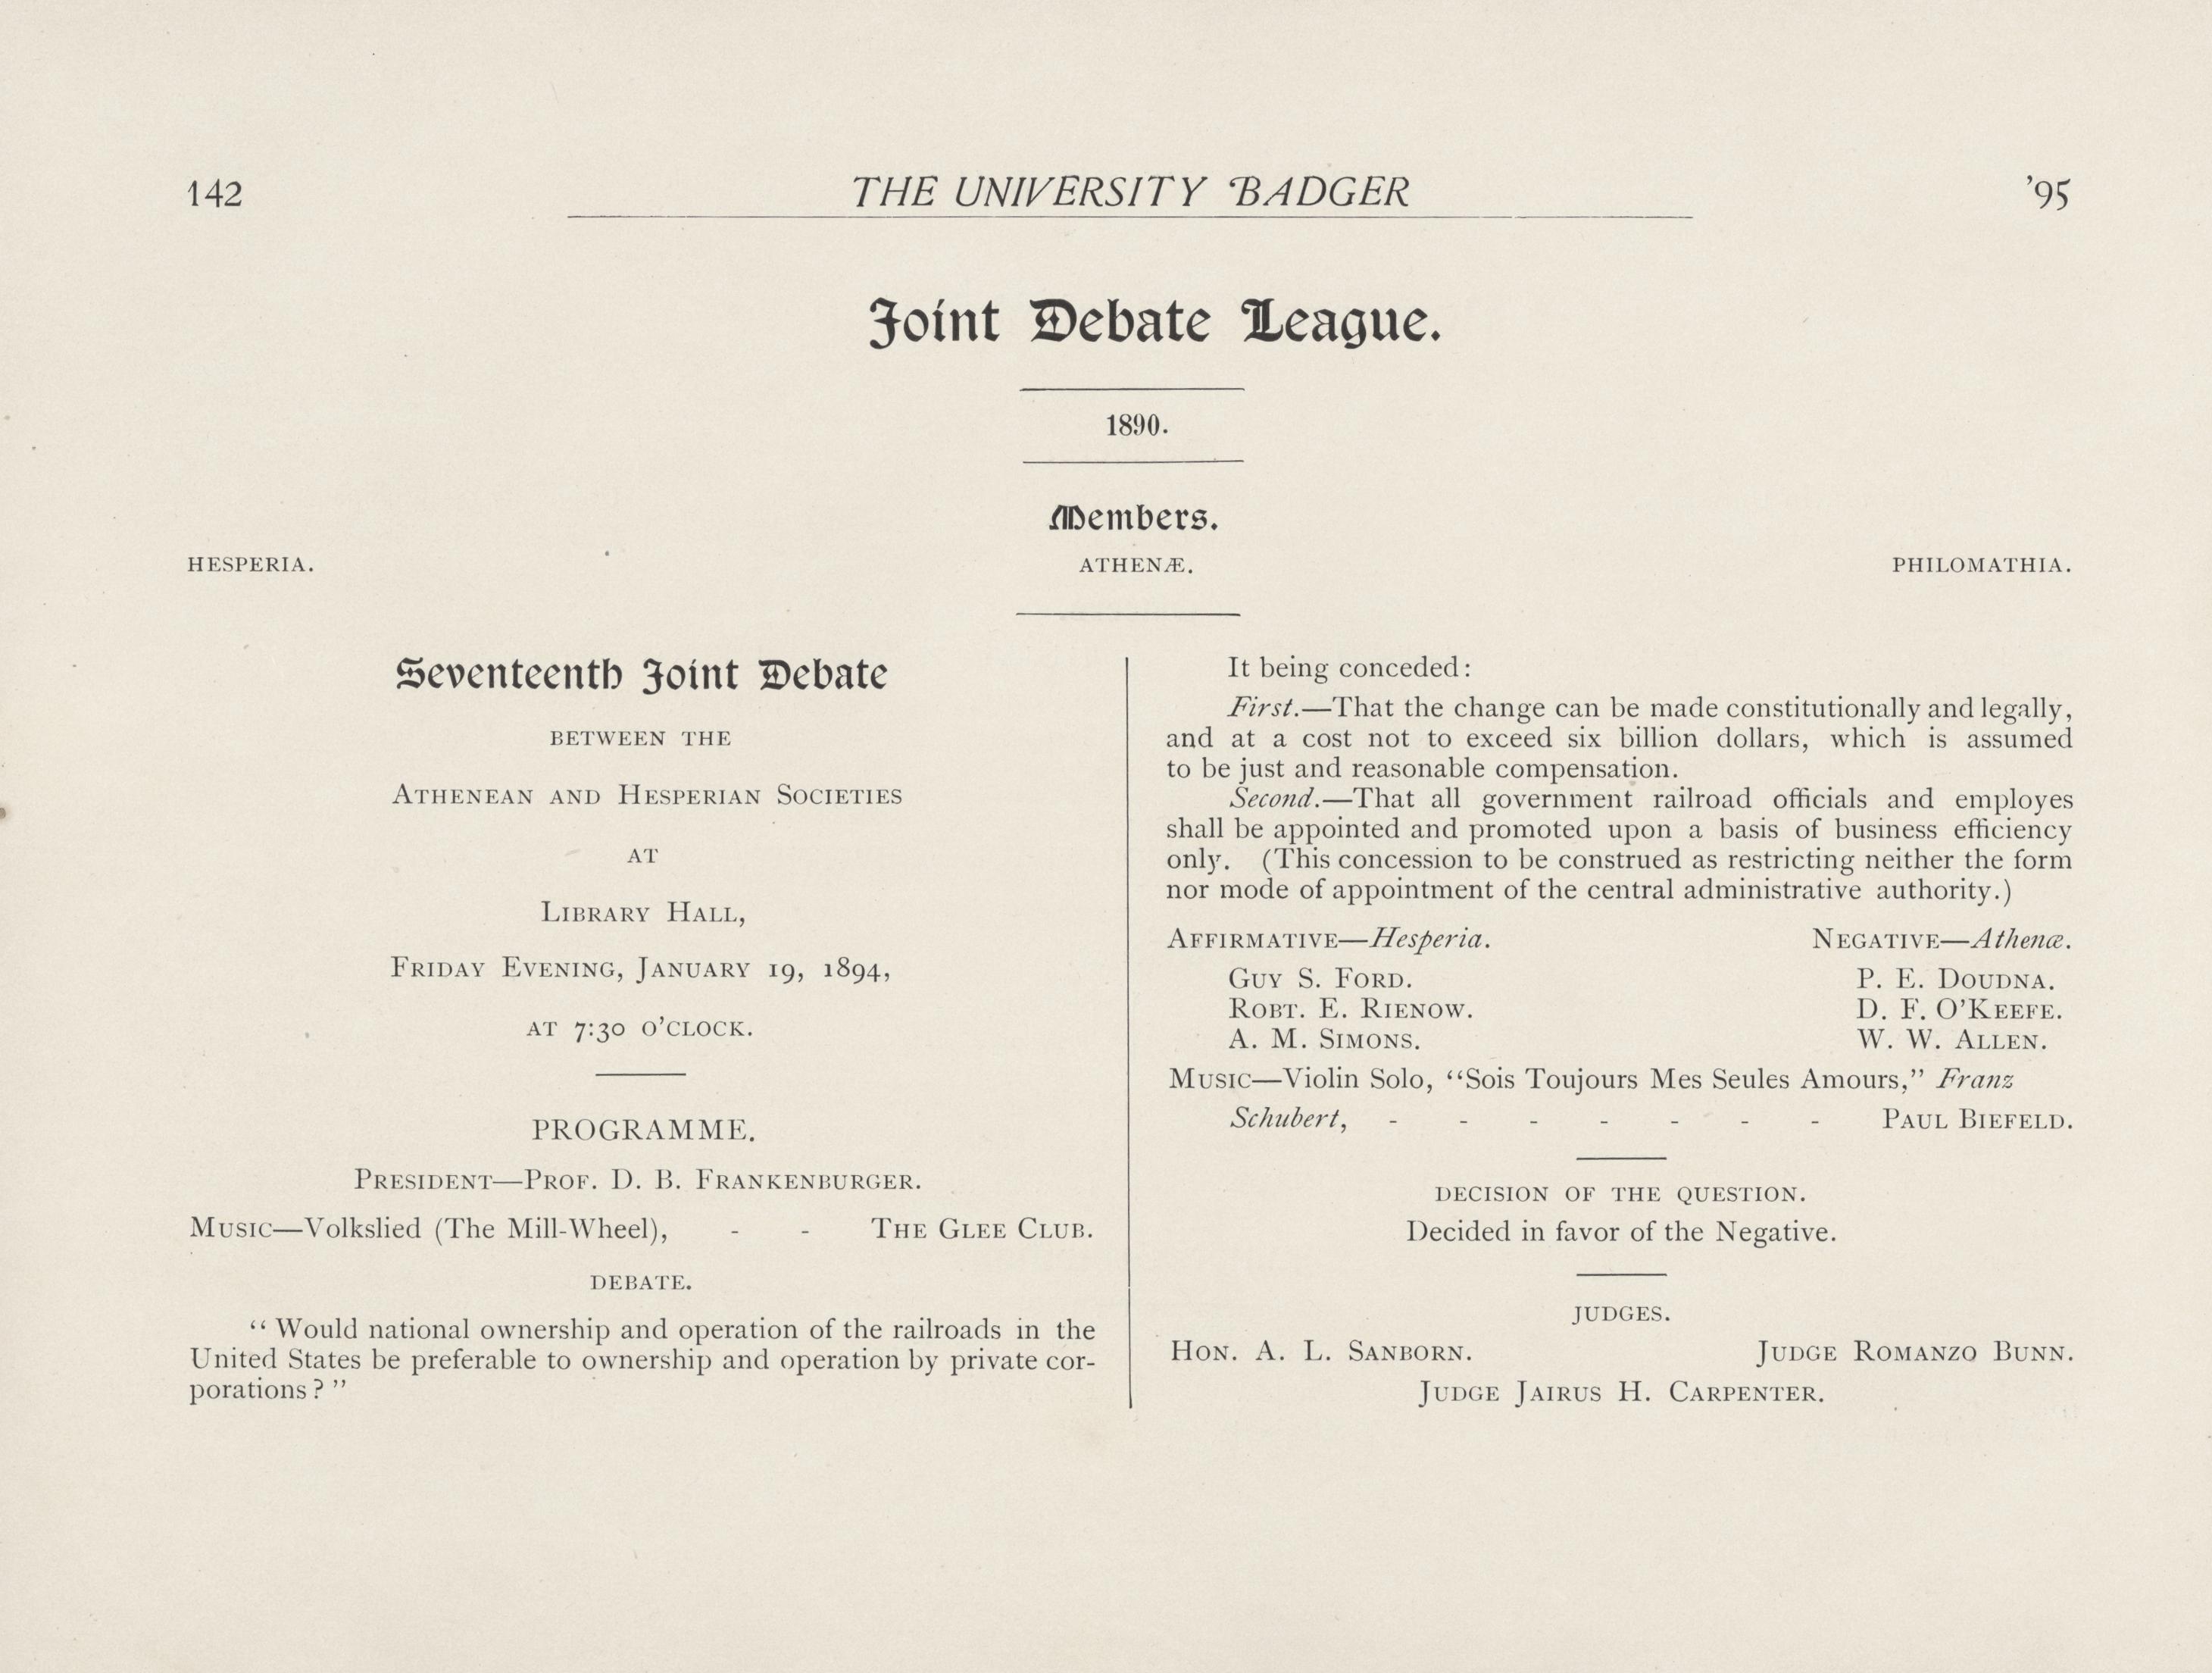 142 THE UNIVERSITY BADGER '95
Joint Debate League.
1890.
Members.
HESPERIA. ATHENÆ. PHILOMATHIA.
Seventeenth Joint Debate
BETWEEN THE
ATHENEAN AND HESPERIAN SOCIETIES
AT
LIBRARY HALL,
FRIDAY EVENING, JANUARY 19, 1894,
AT 7:30 O'CLOCK.
PROGRAMME.
PRESIDENT—PROF. D. B. FRANKENBURGER.
MUSIC—Volkslied (The Mill-Wheel), - - THE GLEE CLUB.
DEBATE.
“Would national ownership and operation of the railroads in the
United States be preferable to ownership and operation by private cor-
porations?”
It being conceded:
First.—That the change can be made constitutionally and legally,
and at a cost not to exceed six billion dollars, which is assumed
to be just and reasonable compensation.
Second.—That all government railroad officials and employes
shall be appointed and promoted upon a basis of business efficiency
only. (This concession to be construed as restricting neither the form
nor mode of appointment of the central administrative authority.)
AFFIRMATIVE—Hesperia. NEGATIVE—Athenæ.
GUY S. FORD. P. E. DOUDNA.
ROBT. E. RIENOW. D. F. O'KEEFE.
A. M. SIMONS. W. W. ALLEN.
MUSIC—Violin Solo, “Sois Toujours Mes Seules Amours,” Franz
Schubert, - - - - - - - PAUL BIEFELD.
DECISION OF THE QUESTION.
Decided in favor of the Negative.
JUDGES.
HON. A. L. SANBORN. JUDGE ROMANZO BUNN.
JUDGE JAIRUS H. CARPENTER.